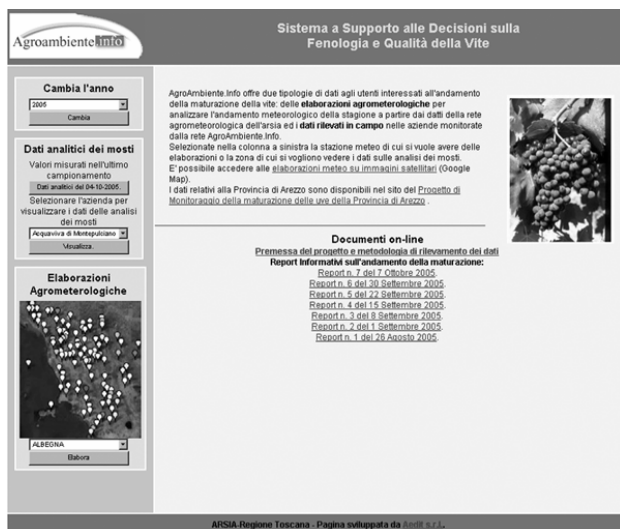 Agroambiente.info
Sistema a Supporto alle Decisioni sulla
Fenologia e Qualità della Vite
Cambia l'anno
2005
Cambia
Dati analitici dei mosti
Valori misurati nell'ultimo
campionamento
Dati analitici del 04-10-2005.
Selezionare l'azienda per
visualizzare i dati delle analisi
dei mosti
Acquaviva di Montepulsiano
Visualizza.
Elaborazioni
Agrometerologiche
ALBEGNA
Elabora
AgroAmbiente.Info offre due tipologie di dati agli utenti interessati all'andamento
della maturazione della vite: delle elaborazioni agrometerologiche per
analizzare l'andamento meteorologico della stagione a partire dai datti della rete
agrometeorologica dell'arsia ed i dati rilevati in campo nelle aziende monitorate
dalla rete AgroAmbiente.Info.
Selezionate nella colonna a sinistra la stazione meteo di cui si vuole avere delle
elaborazioni o la zona di cui si vogliono vedere i dati sulle analisi dei mosti.
E' possibile accedere alle elaborazioni meteo su immagini satellitari (Google
Map).
I dati relativi alla Provincia di Arezzo sono disponibili nel sito del Progetto di
Monitoraggio della maturazione delle uve della Provincia di Arezzo .
Documenti on-line
Premessa del progetto e metodologia di rilevamento dei dati
Report Informativi sull'andamento della maturazione:
Report n. 7 del 7 Ottobre 2005.
Report n. 6 del 30 Settembre 2005.
Report n. 5 del 22 Settembre 2005.
Report n. 4 del 15 Settembre 2005.
Report n. 3 del 8 Settembre 2005.
Report n. 2 del 1 Settembre 2005.
Report n. 1 del 26 Agosto 2005.
ARSIA-Regione Toscana - Pagina sviluppata da Aedit s.r.l.